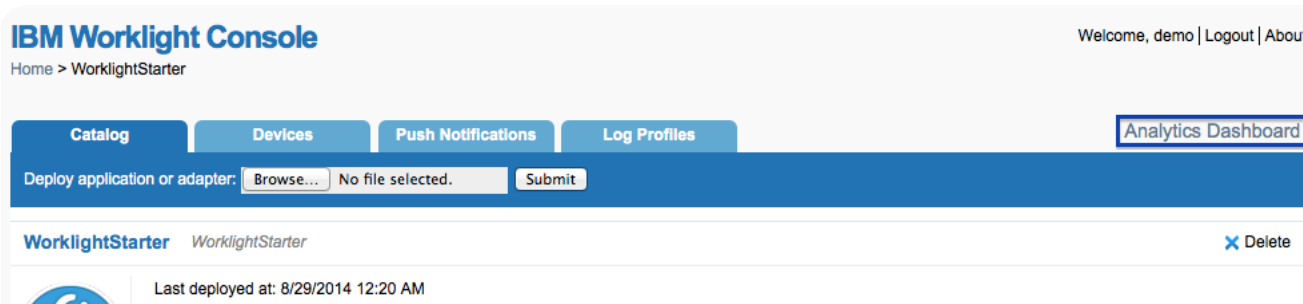 IBM Worklight Console
Welcome, demo | Logout | About
Home > WorklightStarter
Catalog
Devices
Push Notifications
Log Profiles
Analytics Dashboard
Deploy application or adapter: Browse... No file selected. Submit
WorklightStarter WorklightStarter
Delete
Last deployed at: 8/29/2014 12:20 AM